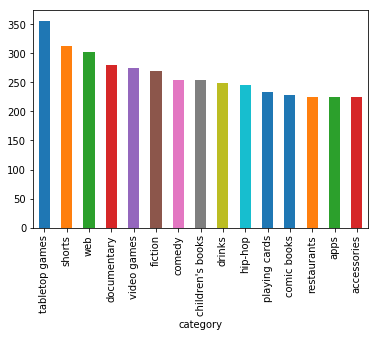 350
300
250
200
150
100
50
0
tabletop games
shorts
web
documentary
video games
fiction
comedy
children's books
drinks
hip-hop
playing cards
comic books
restaurants
apps
accessories
category